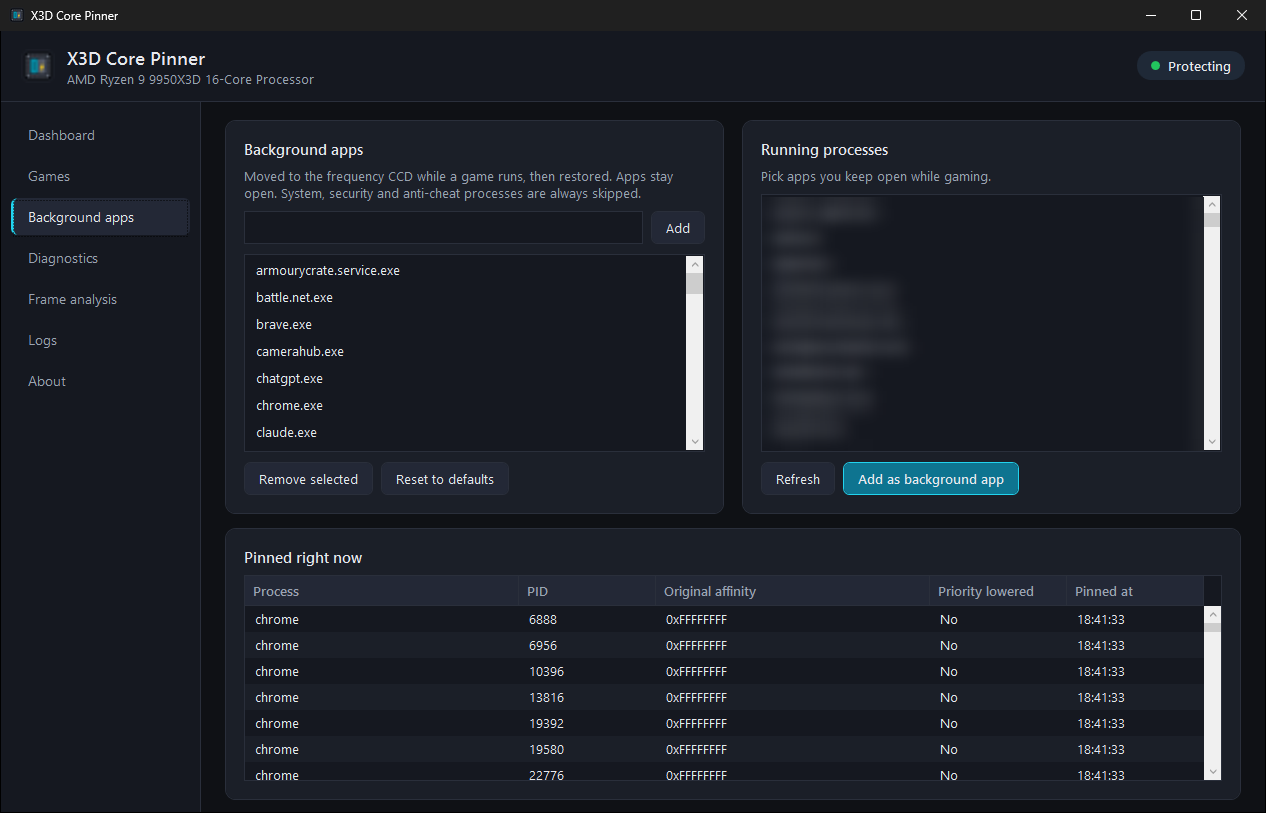 X3D Core Pinner
X3D Core Pinner
AMD Ryzen 9 9950X3D 16-Core Processor
Protecting
Dashboard
Games
Background apps
Diagnostics
Frame analysis
Logs
About
Background apps
Moved to the frequency CCD while a game runs, then restored. Apps stay
open. System, security and anti-cheat processes are always skipped.
Add
armourycrate.service.exe
battle.net.exe
brave.exe
camerahub.exe
chatgpt.exe
chrome.exe
claude.exe
Remove selected Reset to defaults
Running processes
Pick apps you keep open while gaming.
Refresh Add as background app
Pinned right now
Process PID Original affinity Priority lowered Pinned at
chrome 6888 0xFFFFFFFF No 18:41:33
chrome 6956 0xFFFFFFFF No 18:41:33
chrome 10396 0xFFFFFFFF No 18:41:33
chrome 13816 0xFFFFFFFF No 18:41:33
chrome 19392 0xFFFFFFFF No 18:41:33
chrome 19580 0xFFFFFFFF No 18:41:33
chrome 22776 0xFFFFFFFF No 18:41:33